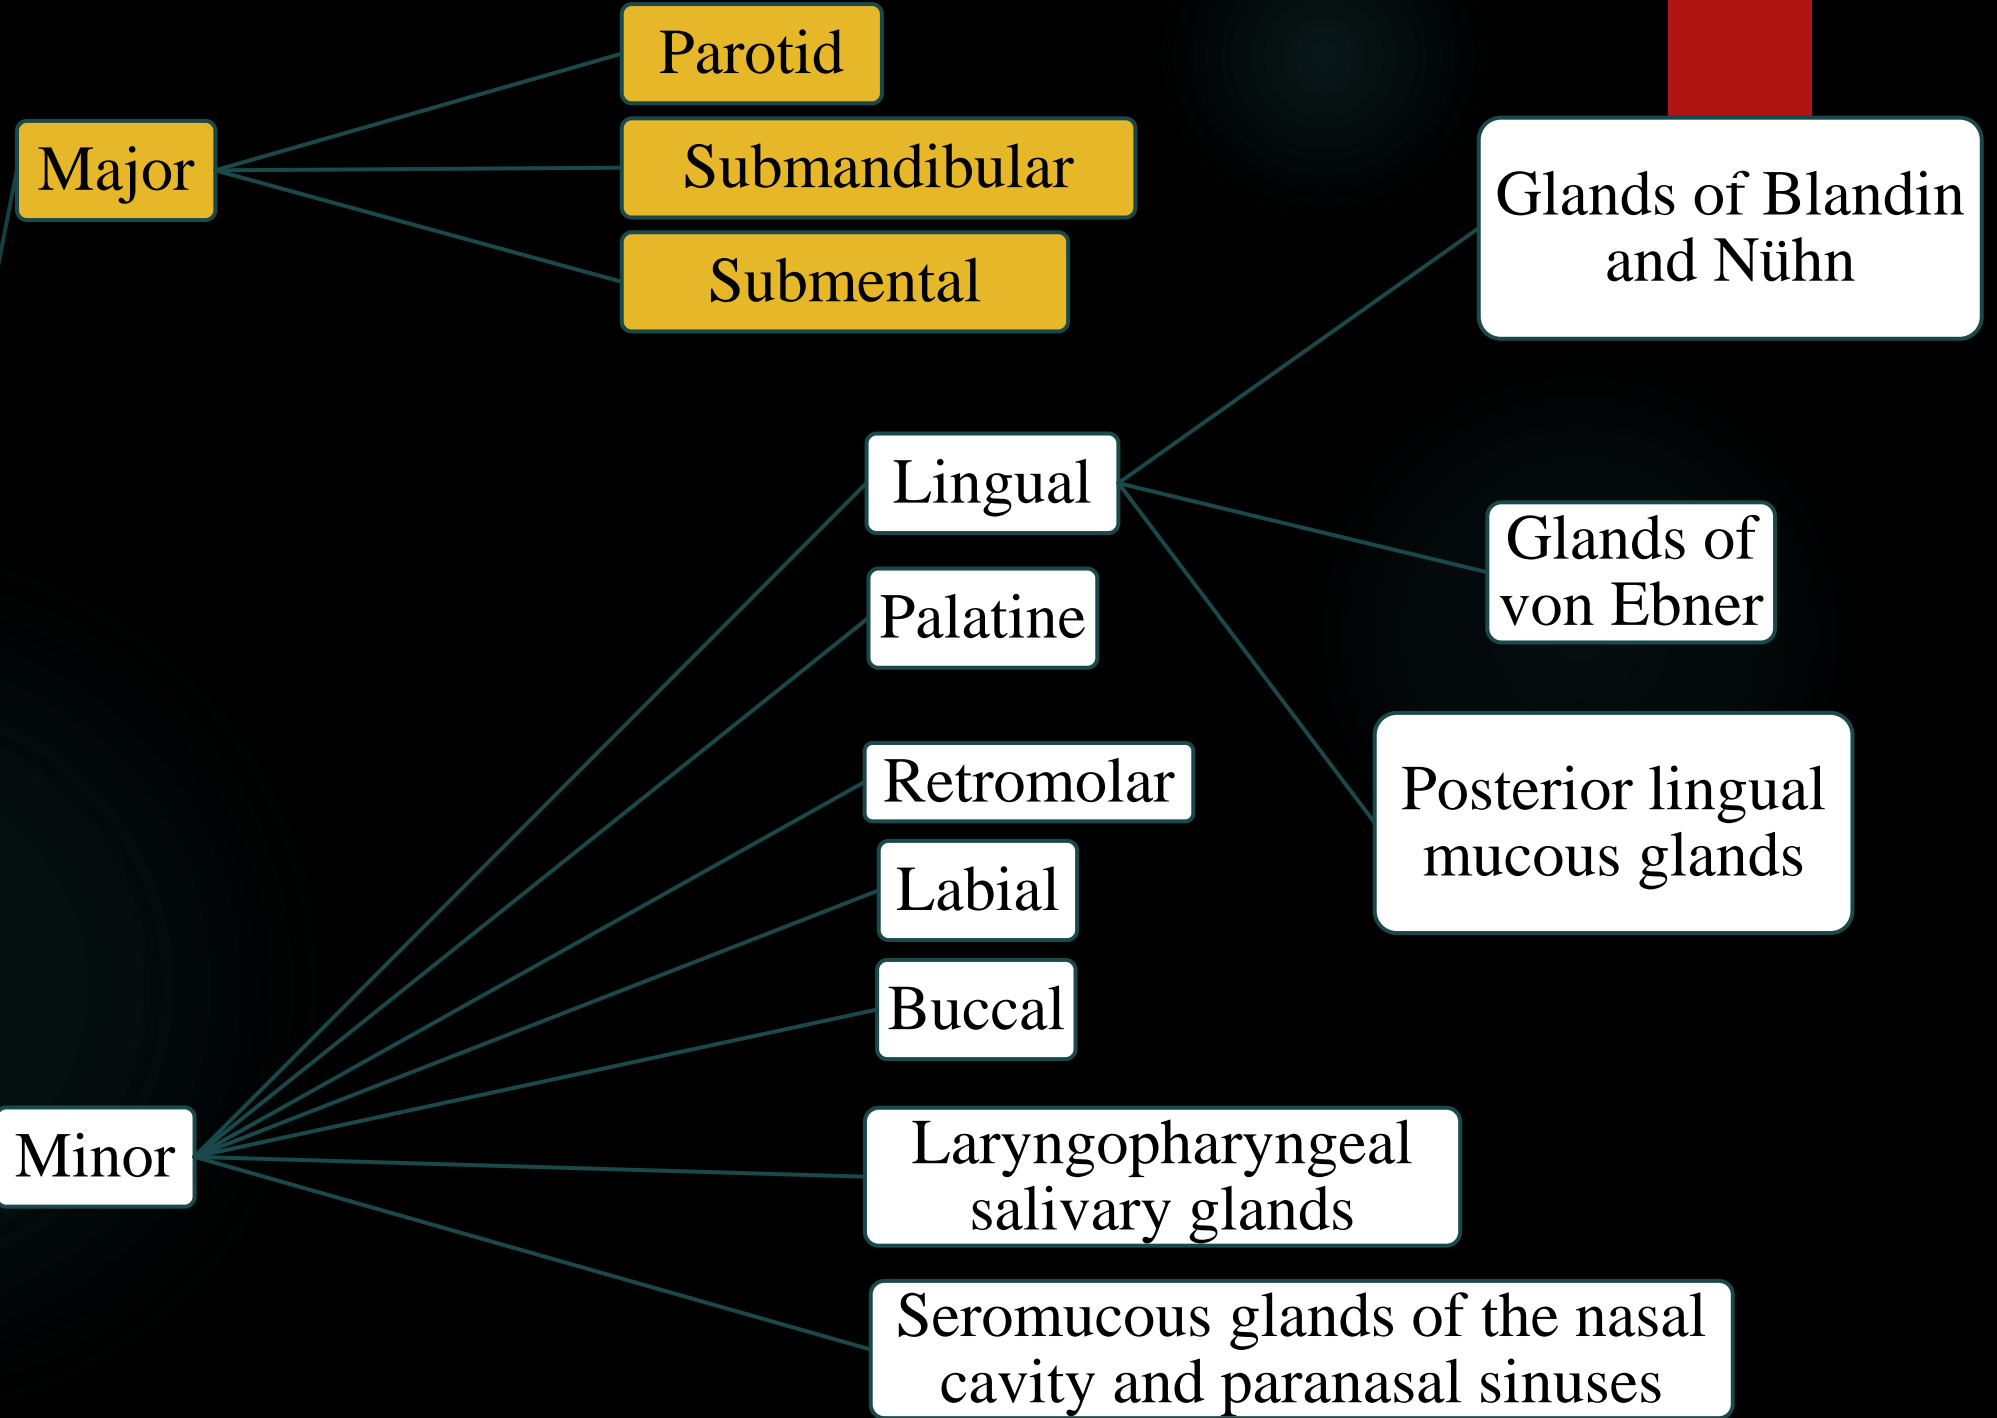 Major
Parotid
Submandibular
Submental
Minor
Lingual
Palatine
Retromolar
Labial
Buccal
Laryngopharyngeal
salivary glands
Seromucous glands of the nasal
cavity and paranasal sinuses
Glands of Blandin
and Nühn
Glands of
von Ebner
Posterior lingual
mucous glands